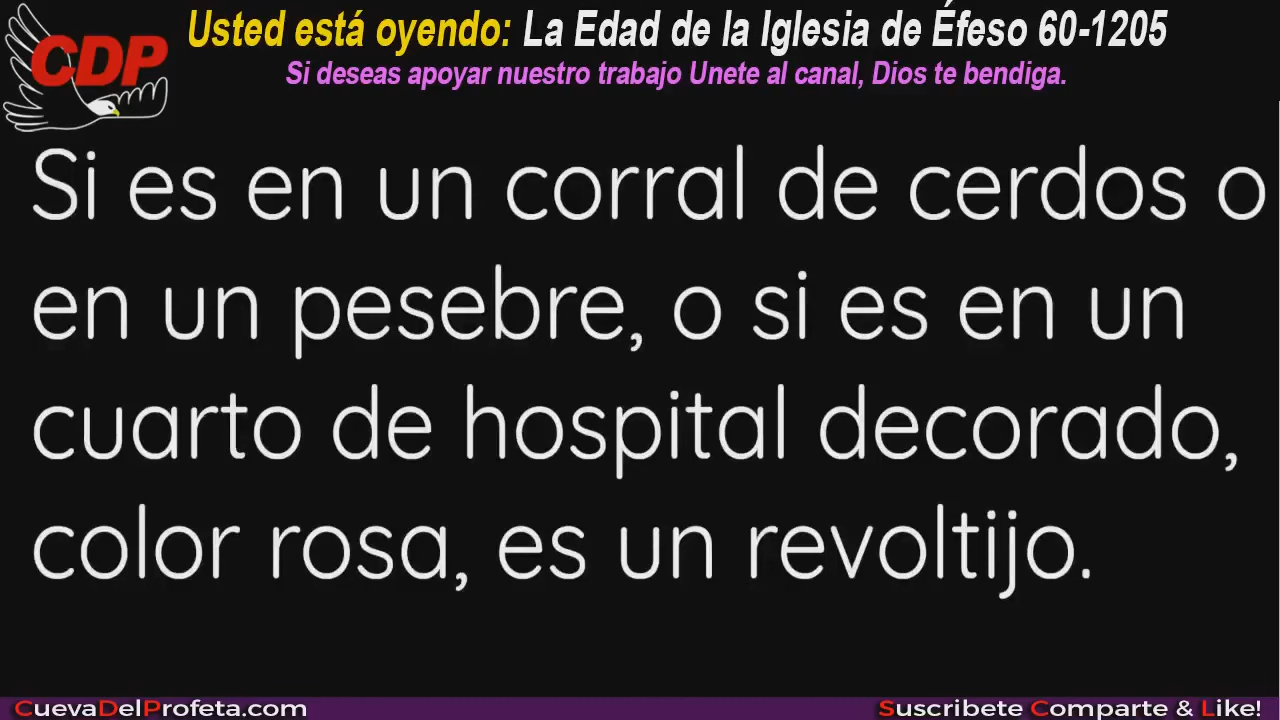 CDP
Usted está oyendo: La Edad de la Iglesia de Éfeso 60-1205
Si deseas apoyar nuestro trabajo Unete al canal, Dios te bendiga.
Si es en un corral de cerdos o
en un pesebre, o si es en un
cuarto de hospital decorado,
color rosa, es un revoltijo.
CuevaDelProfeta.com
Suscribete Comparte & Like!